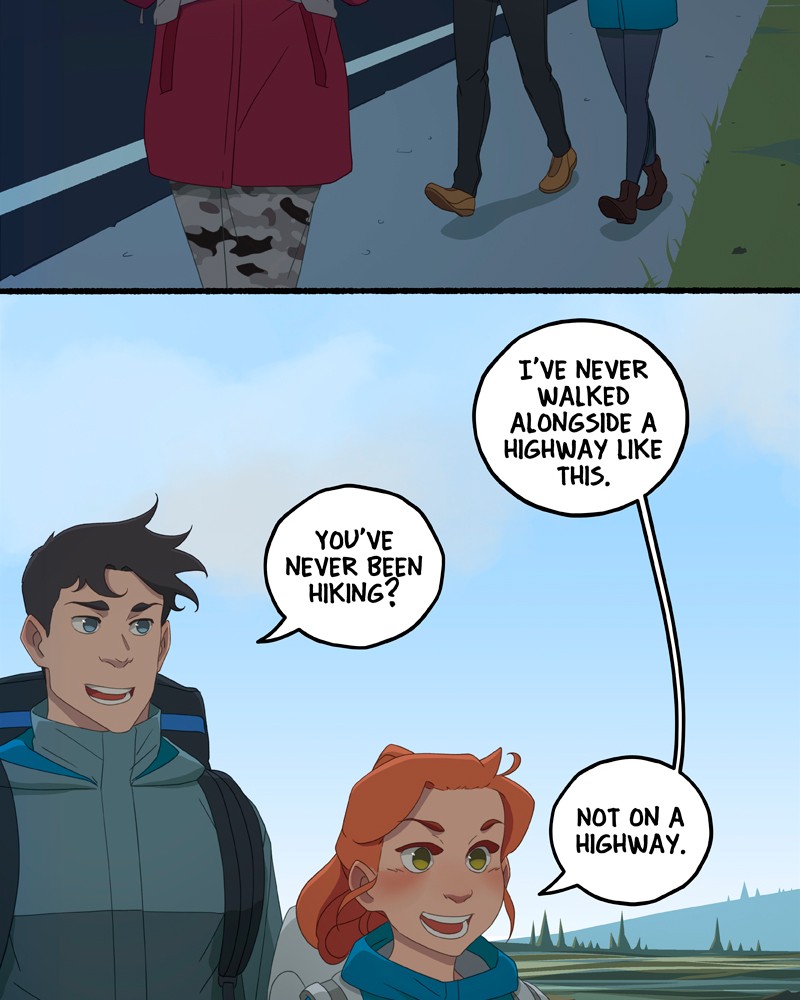 I'VE NEVER
WALKED
ALONGSIDE A
HIGHWAY LIKE
THIS.
YOU'VE
NEVER BEEN
HIKING?
NOT ON A
HIGHWAY.